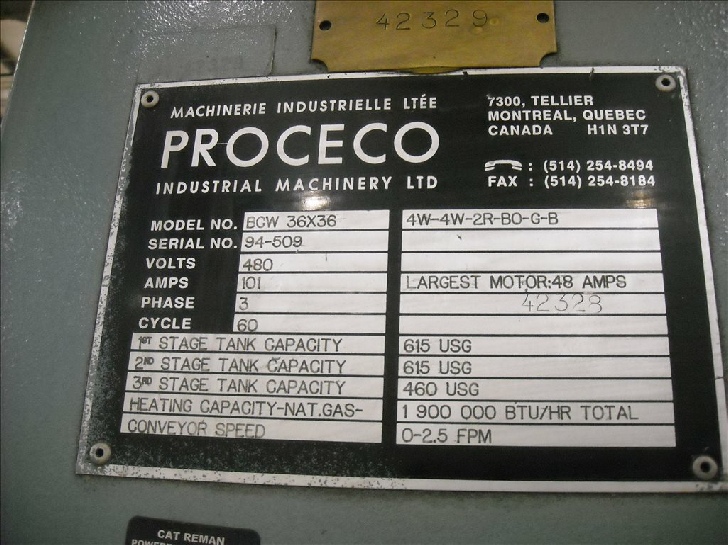 42329
MACHINERIE INDUSTRIELLE LTÉE
PROCECO
INDUSTRIAL MACHINERY LTD
7300, TELLIER
MONTREAL, QUEBEC
CANADA H1N 3T7
: (514) 254-8494
FAX : (514) 254-8184
MODEL NO. BCW 36X36 4W-4W-2R-BO-G-B
SERIAL NO. 94-509
VOLTS 480
AMPS 101 LARGEST MOTOR:48 AMPS
PHASE 3 42328
CYCLE 60
1ST STAGE TANK CAPACITY 615 USG
2ND STAGE TANK CAPACITY 615 USG
3RD STAGE TANK CAPACITY 460 USG
HEATING CAPACITY-NAT.GAS- 1 900 000 BTU/HR TOTAL
CONVEYOR SPEED 0-2.5 FPM
CAT REMAN